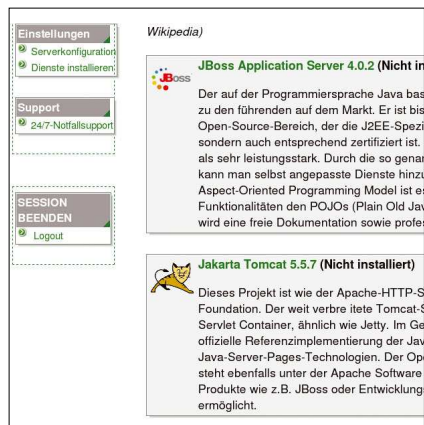 Einstellungen
Serverkonfiguration
Dienste installieren
Support
24/7-Notfallsupport
SESSION
BEENDEN
Logout
Wikipedia)
JBoss
JBoss Application Server 4.0.2 (Nicht in
Der auf der Programmiersprache Java bas
zu den führenden auf dem Markt. Er ist bis
Open-Source-Bereich, der die J2EE-Spezi
sondern auch entsprechend zertifiziert ist.
als sehr leistungsstark. Durch die so genan
kann man selbst angepasste Dienste hinzu
Aspect-Oriented Programming Model ist es
Funktionalitäten den POJOs (Plain Old Jav
wird eine freie Dokumentation sowie profes
Jakarta Tomcat 5.5.7 (Nicht installiert)
Dieses Projekt ist wie der Apache-HTTP-S
Foundation. Der weit verbre itete Tomcat-S
Servlet Container, ähnlich wie Jetty. Im Ge
offizielle Referenzimplementierung der Jav
Java-Server-Pages-Technologien. Der Ope
steht ebenfalls unter der Apache Software
Produkte wie z.B. JBoss oder Entwicklungs
ermöglicht.